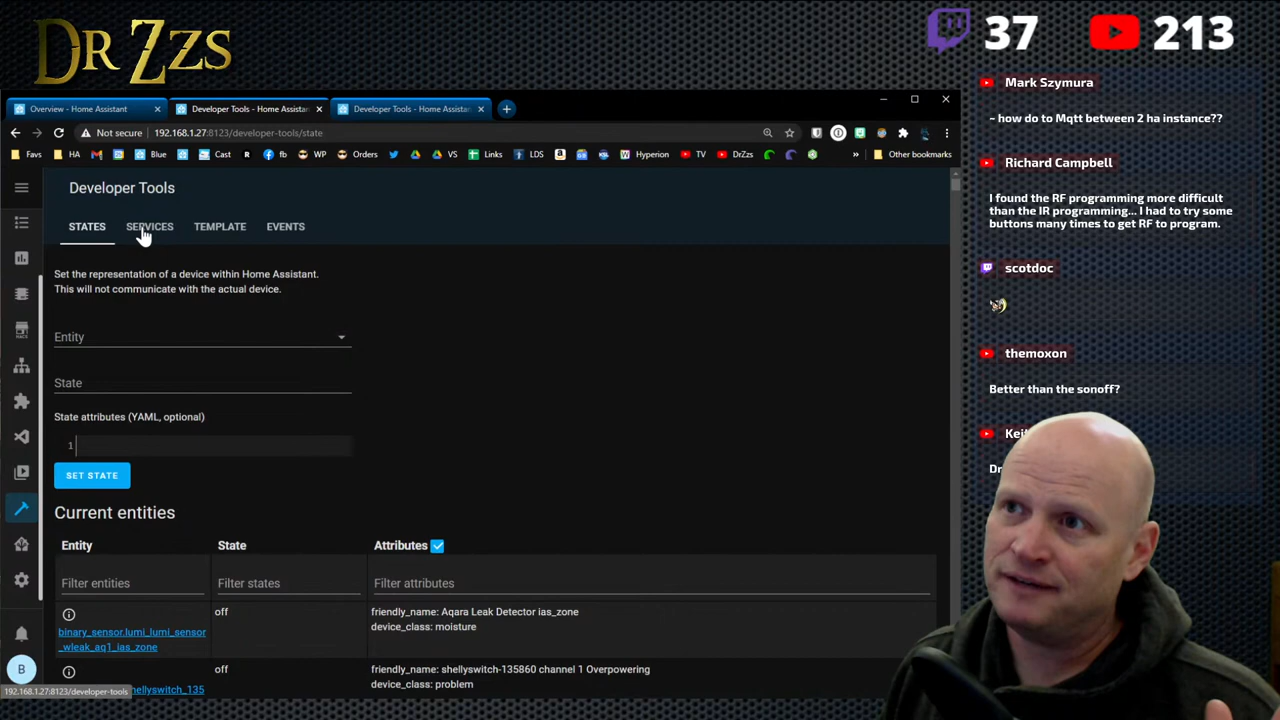 DR ZZS
37
213
Overview - Home Assistant
Developer Tools - Home Assistan
Developer Tools - Home Assistan
Not secure
192.168.1.27:8123/developer-tools/state
Favs
HA
Blue
Cast
fb
WP
Orders
VS
Links
LDS
Hyperion
TV
DrZzs
Other bookmarks
Developer Tools
STATES
SERVICES
TEMPLATE
EVENTS
Set the representation of a device within Home Assistant.
This will not communicate with the actual device.
Entity
State
State attributes (YAML, optional)
1
SET STATE
Current entities
Entity
State
Attributes
Filter entities
Filter states
Filter attributes
off
friendly_name: Aqara Leak Detector ias_zone
binary_sensor.lumi_lumi_sensor
device_class: moisture
_wleak_aq1_ias_zone
off
friendly_name: shellyswitch-135860 channel 1 Overpowering
device_class: problem
B
192.168.1.27:8123/developer-tools
hellyswitch_135
Mark Szymura
- how do to Mqtt between 2 ha instance??
Richard Campbell
I found the RF programming more difficult
than the IR programming... I had to try some
buttons many times to get RF to program.
scotdoc
themoxon
Better than the sonoff?